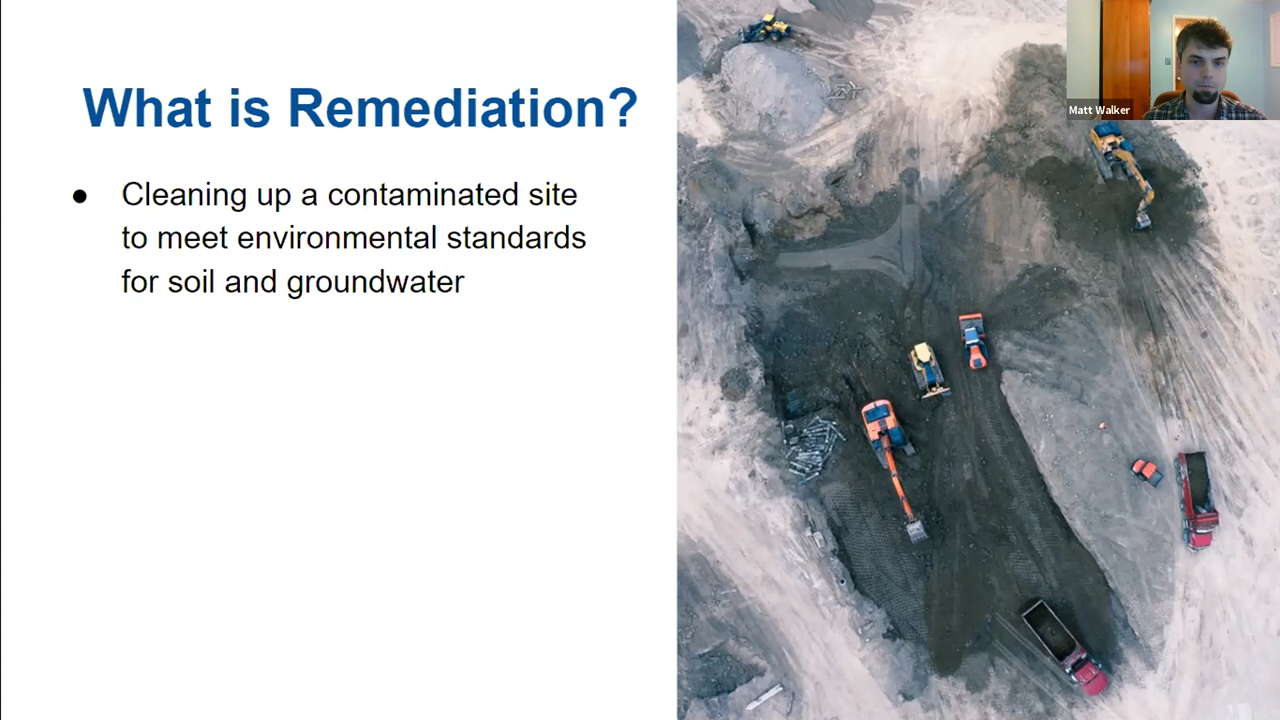 What is Remediation?
● Cleaning up a contaminated site
to meet environmental standards
for soil and groundwater
Matt Walker